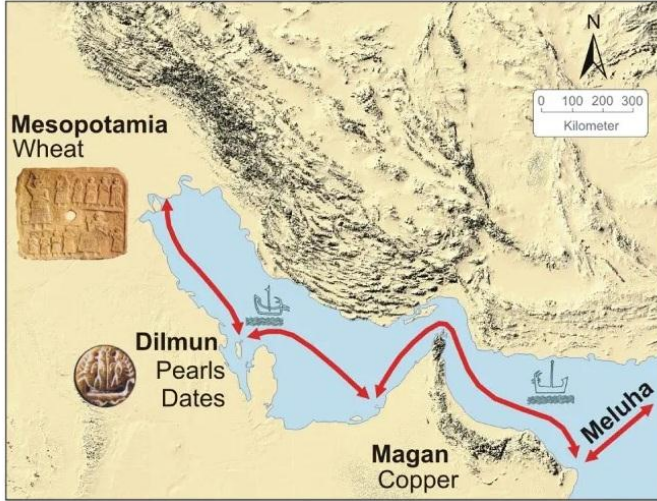 N
0 100 200 300
Kilometer
Mesopotamia
Wheat
Dilmun
Pearls
Dates
Magan
Copper
Meluha